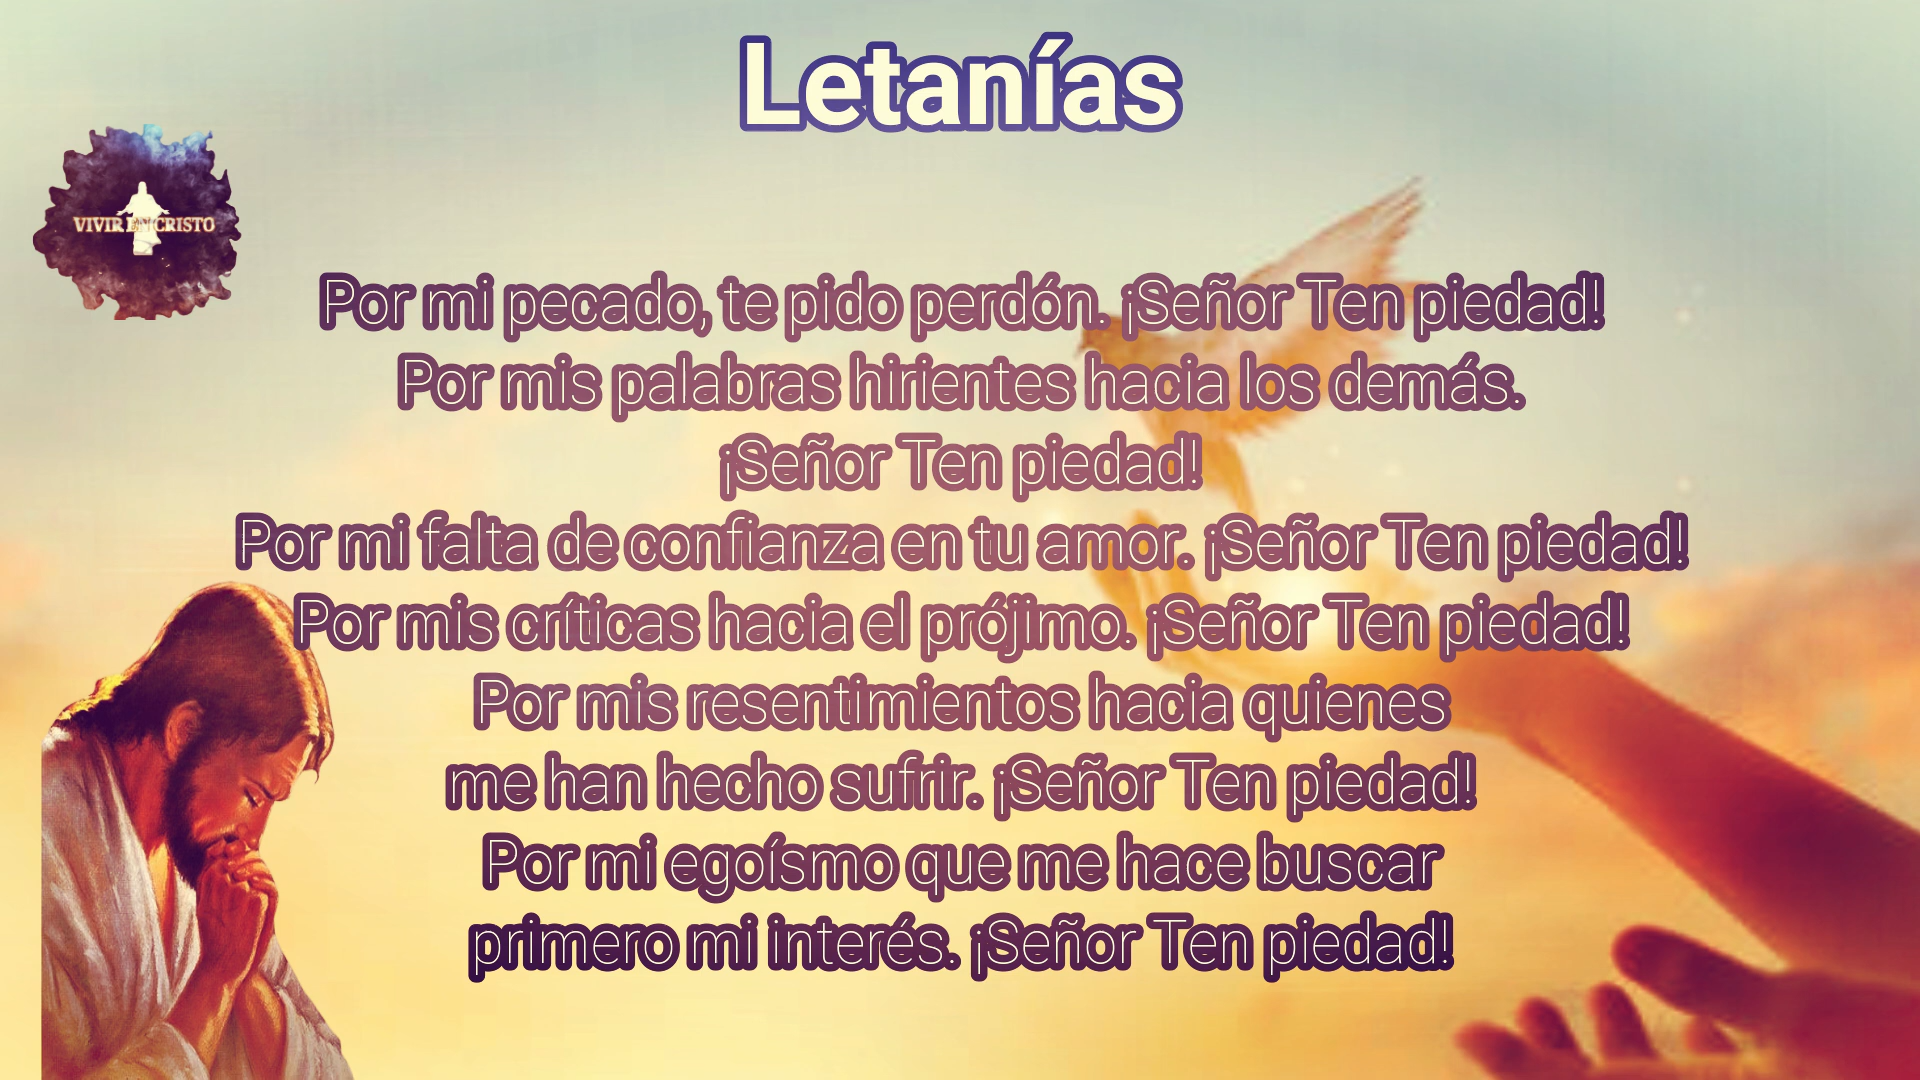 Letanías
VIVIR EN CRISTO
Por mi pecado, te pido perdón. ¡Señor Ten piedad!
Por mis palabras hirientes hacia los demás.
¡Señor Ten piedad!
Por mi falta de confianza en tu amor. ¡Señor Ten piedad!
Por mis críticas hacia el prójimo. ¡Señor Ten piedad!
Por mis resentimientos hacia quienes
me han hecho sufrir. ¡Señor Ten piedad!
Por mi egoísmo que me hace buscar
primero mi interés. ¡Señor Ten piedad!